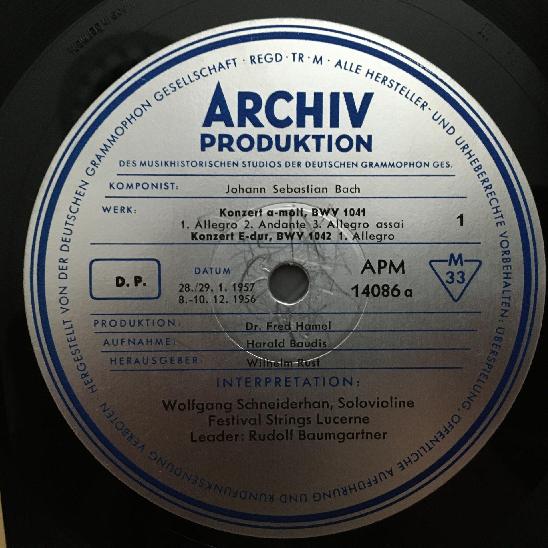 HERGESTELLT VON DER DEUTSCHEN GRAMMOPHON GESELLSCHAFT · REGD · TR · M · ALLE HERSTELLER- UND URHEBERRECHTE VORBEHALTEN: ÜBERSPIELUNG, ÖFFENTLICHE AUFFÜHRUNG UND RUNDFUNKSENDUNG VERBOTEN
ARCHIV
PRODUKTION
DES MUSIKHISTORISCHEN STUDIOS DER DEUTSCHEN GRAMMOPHON GES.
KOMPONIST: Johann Sebastian Bach
WERK: Konzert a-moll, BWV 1041
1. Allegro 2. Andante 3. Allegro assai
Konzert E-dur, BWV 1042 1. Allegro
1
D. P.
DATUM
28./29. 1. 1957
8.-10. 12. 1956
APM
14086 a
M
33
PRODUKTION: Dr. Fred Hamel
AUFNAHME: Harald Baudis
HERAUSGEBER: Wilhelm Rust
INTERPRETATION:
Wolfgang Schneiderhan, Solovioline
Festival Strings Lucerne
Leader: Rudolf Baumgartner